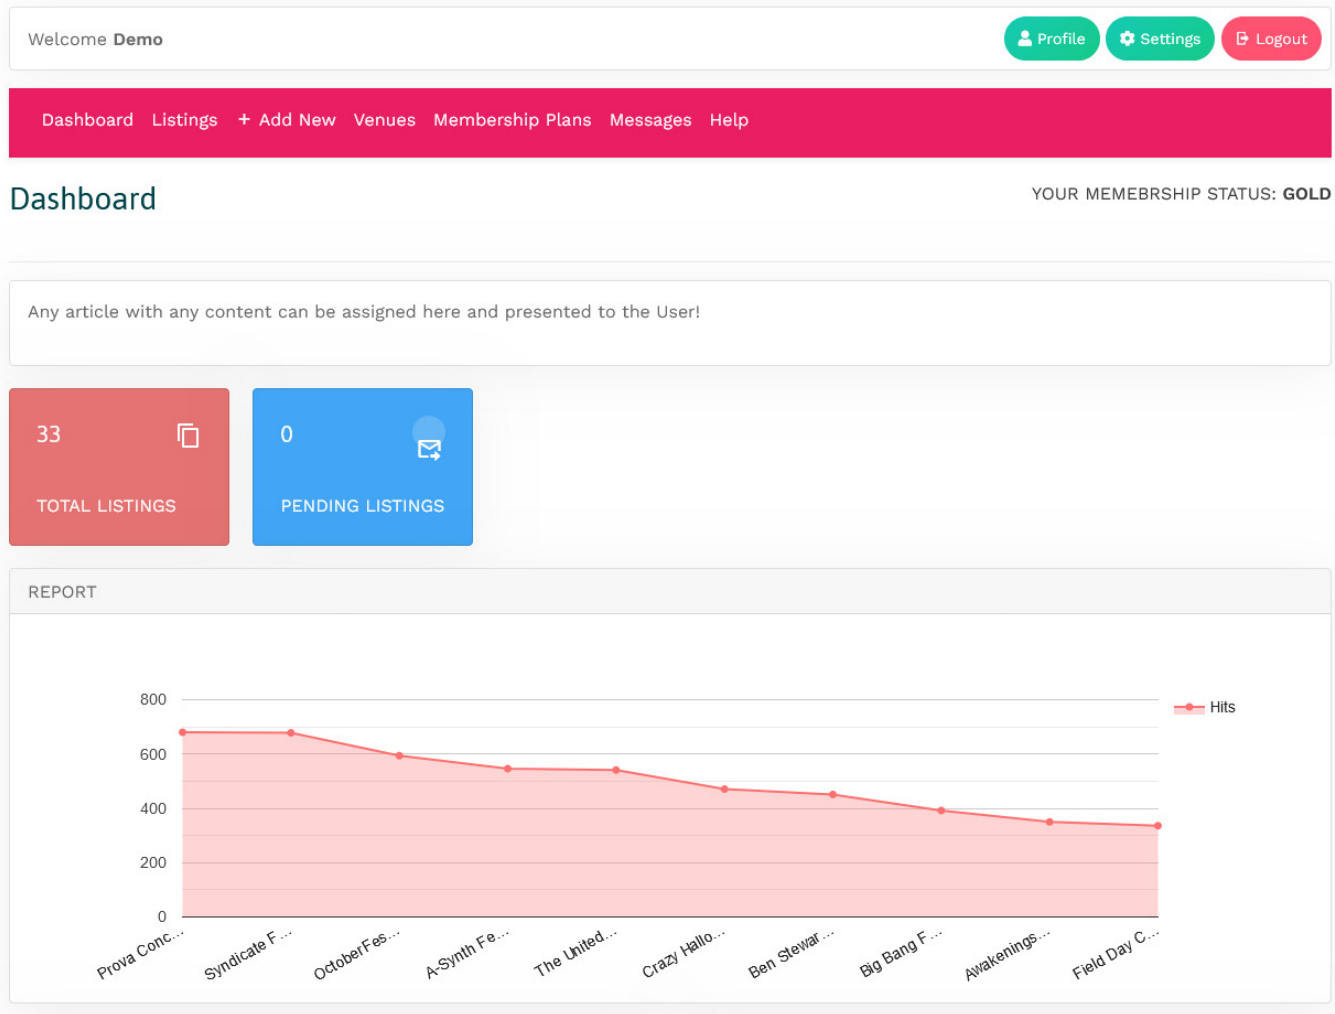 Welcome Demo
Profile
Settings
Logout
Dashboard Listings + Add New Venues Membership Plans Messages Help
Dashboard
YOUR MEMEBRSHIP STATUS: GOLD
Any article with any content can be assigned here and presented to the User!
33
TOTAL LISTINGS
0
PENDING LISTINGS
REPORT
800
600
400
200
0
Hits
Prova Conc...
Syndicate F...
OctoberFes...
A-Synth Fe...
The United...
Crazy Hallo...
Ben Stewar...
Big Bang F...
Awakenings...
Field Day C...